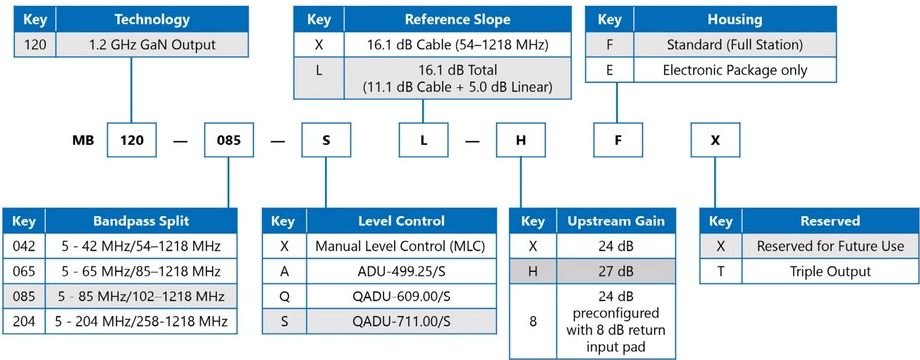 Key Technology
120 1.2 GHz GaN Output
Key Reference Slope
X 16.1 dB Cable (54–1218 MHz)
L 16.1 dB Total
(11.1 dB Cable + 5.0 dB Linear)
Key Housing
F Standard (Full Station)
E Electronic Package only
MB 120 — 085 — S L — H F X
Key Bandpass Split
042 5 - 42 MHz/54–1218 MHz
065 5 - 65 MHz/85–1218 MHz
085 5 - 85 MHz/102–1218 MHz
204 5 - 204 MHz/258-1218 MHz
Key Level Control
X Manual Level Control (MLC)
A ADU-499.25/S
Q QADU-609.00/S
S QADU-711.00/S
Key Upstream Gain
X 24 dB
H 27 dB
8 24 dB
preconfigured
with 8 dB return
input pad
Key Reserved
X Reserved for Future Use
T Triple Output